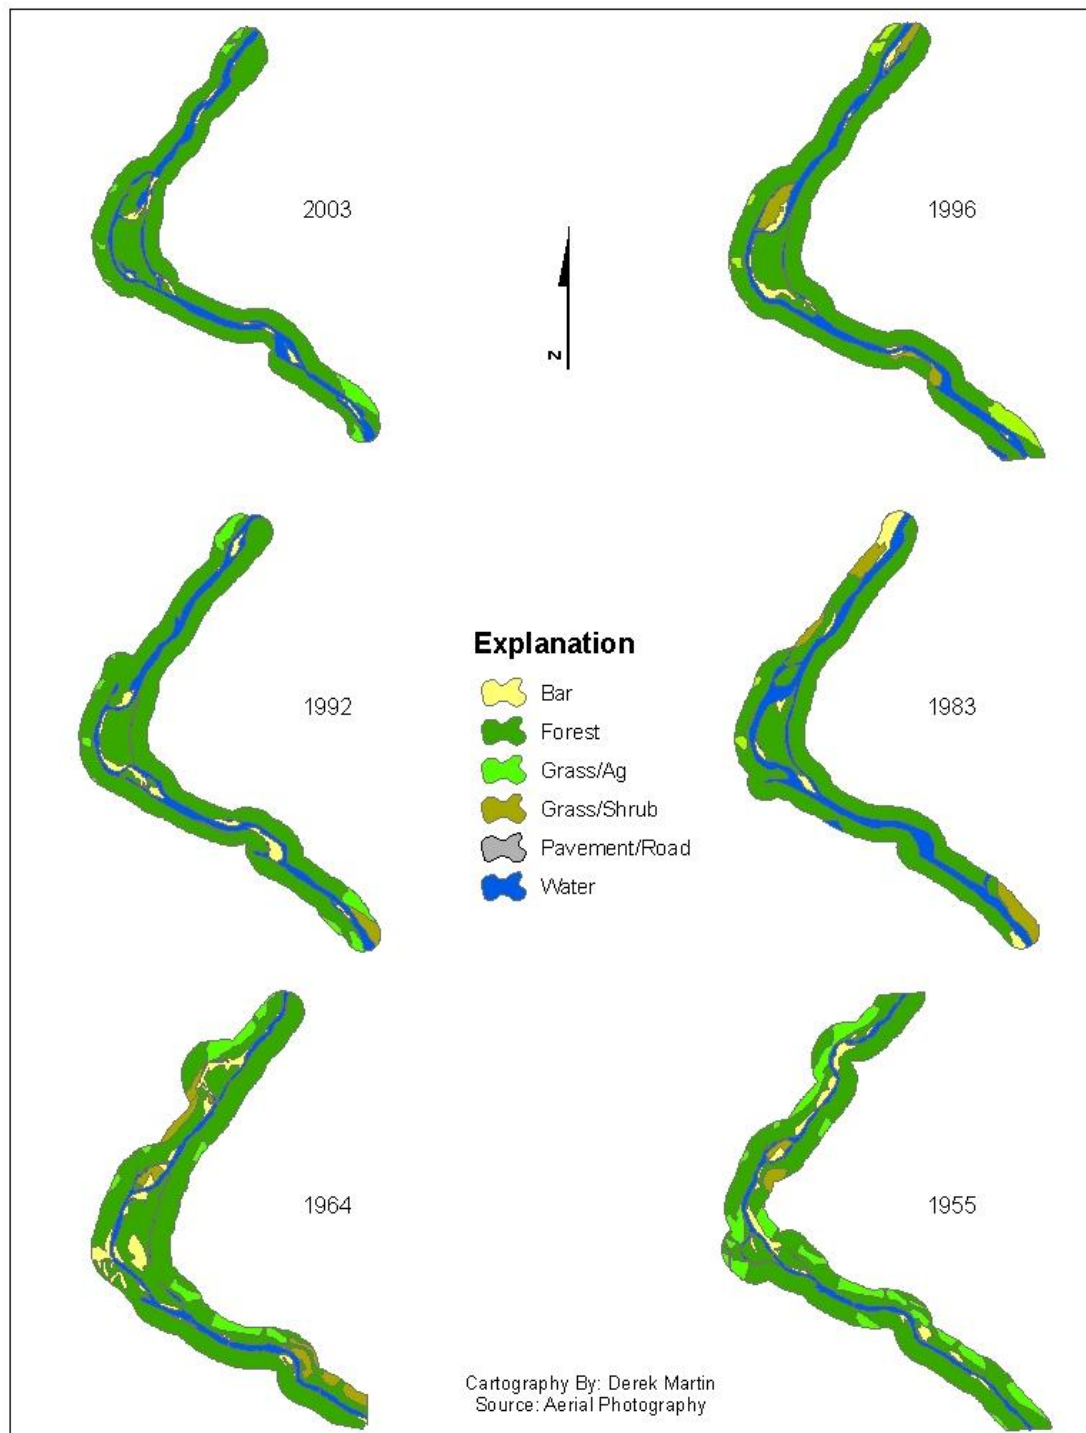 2003
1996
z
1992
1983
Explanation
Bar
Forest
Grass/Ag
Grass/Shrub
Pavement/Road
Water
1964
1955
Cartography By: Derek Martin
Source: Aerial Photography